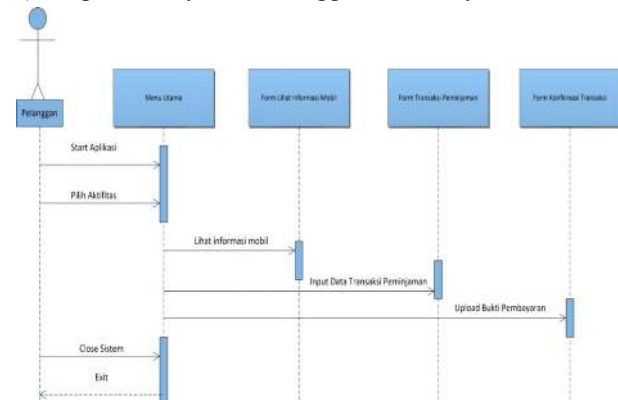 Pelanggan
Menu Utama
Form Lihat Informasi Mobil
Form Transaksi Peminjaman
Form Konfirmasi Transaksi
Start Aplikasi
Pilih Aktifitas
Lihat informasi mobil
Input Data Transaksi Peminjaman
Upload Bukti Pembayaran
Close Sistem
Exit